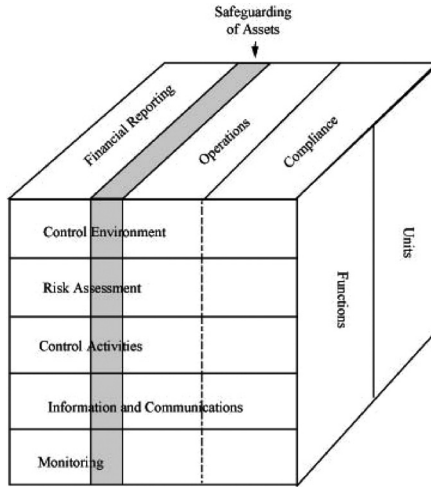 Safeguarding
of Assets
Financial Reporting
Operations
Compliance
Control Environment
Risk Assessment
Control Activities
Information and Communications
Monitoring
Functions
Units